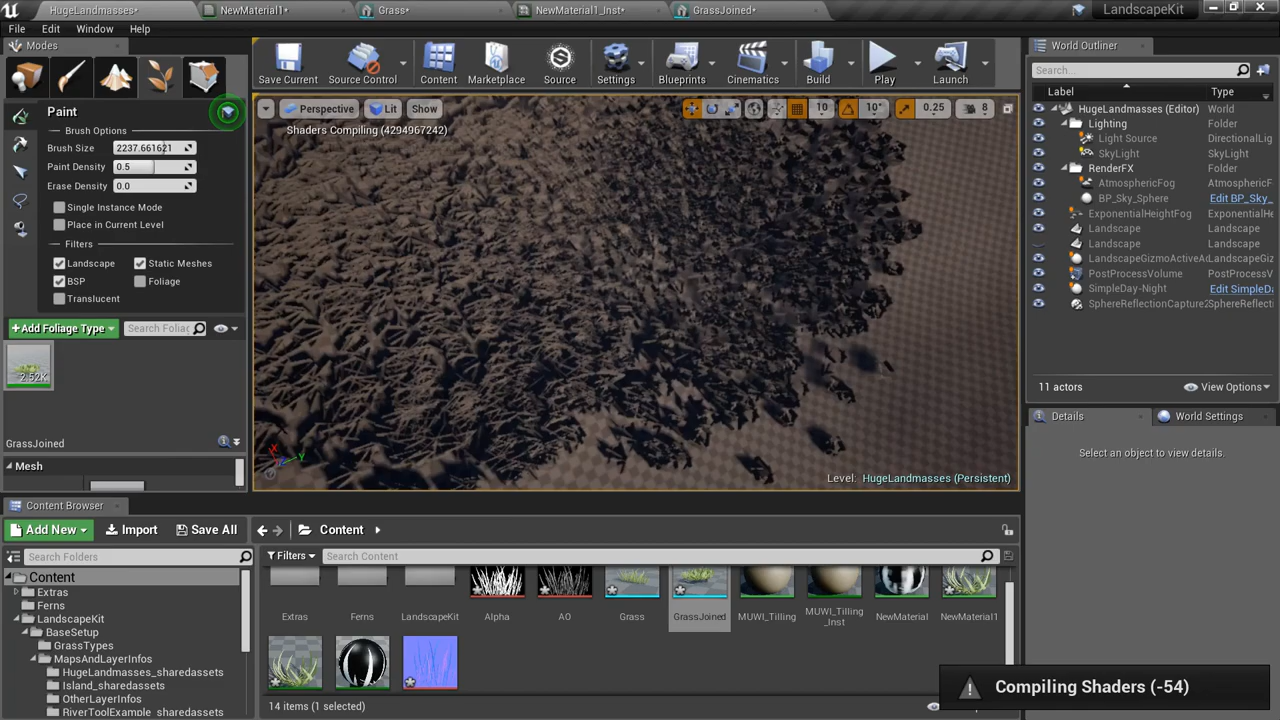 HugeLandmasses*
NewMaterial1*
Grass*
NewMaterial1_Inst*
GrassJoined*
LandscapeKit
File
Edit
Window
Help
Modes
Save Current
Source Control
Content
Marketplace
Source
Settings
Blueprints
Cinematics
Build
Play
Launch
World Outliner
Search...
Label
Type
Paint
Brush Options
Brush Size
2237.661621
Paint Density
0.5
Erase Density
0.0
Single Instance Mode
Place in Current Level
Filters
Landscape
Static Meshes
BSP
Foliage
Translucent
+Add Foliage Type
Search Foliag
2.52K
GrassJoined
Mesh
Perspective
Lit
Show
10
10°
0.25
8
Shaders Compiling (4294967242)
Level: HugeLandmasses (Persistent)
HugeLandmasses (Editor) World
Lighting Folder
Light Source DirectionalLig
SkyLight SkyLight
RenderFX Folder
AtmosphericFog AtmosphericF
BP_Sky_Sphere Edit BP_Sky_
ExponentialHeightFog ExponentialHe
Landscape Landscape
Landscape Landscape
LandscapeGizmoActiveAc LandscapeGiz
PostProcessVolume PostProcessV
SimpleDay-Night Edit SimpleDa
SphereReflectionCapture2 SphereReflecti
11 actors
View Options
Details
World Settings
Select an object to view details.
Content Browser
Add New
Import
Save All
Content
Search Folders
Filters
Search Content
Content
Extras
Ferns
LandscapeKit
BaseSetup
GrassTypes
MapsAndLayerInfos
HugeLandmasses_sharedassets
Island_sharedassets
OtherLayerInfos
RiverToolExample_sharedassets
Extras
Ferns
LandscapeKit
Alpha
AO
Grass
GrassJoined
MUWI_Tilling
MUWI_Tilling
_Inst
NewMaterial
NewMaterial1
14 items (1 selected)
Compiling Shaders (-54)